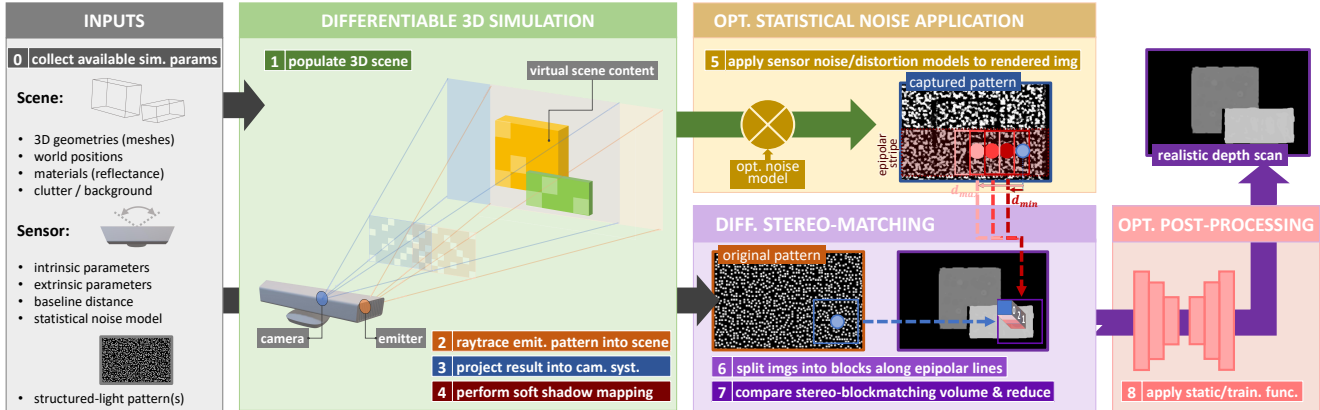 INPUTS
0 collect available sim. params
Scene:
• 3D geometries (meshes)
• world positions
• materials (reflectance)
• clutter / background
Sensor:
• intrinsic parameters
• extrinsic parameters
• baseline distance
• statistical noise model
• structured-light pattern(s)
DIFFERENTIABLE 3D SIMULATION
1 populate 3D scene
virtual scene content
camera
emitter
2 raytrace emit. pattern into scene
3 project result into cam. syst.
4 perform soft shadow mapping
OPT. STATISTICAL NOISE APPLICATION
5 apply sensor noise/distortion models to rendered img
captured pattern
epipolar
stripe
opt. noise
model
d_min
DIFF. STEREO-MATCHING
original pattern
6 split imgs into blocks along epipolar lines
7 compare stereo-blockmatching volume & reduce
realistic depth scan
OPT. POST-PROCESSING
8 apply static/train. func.